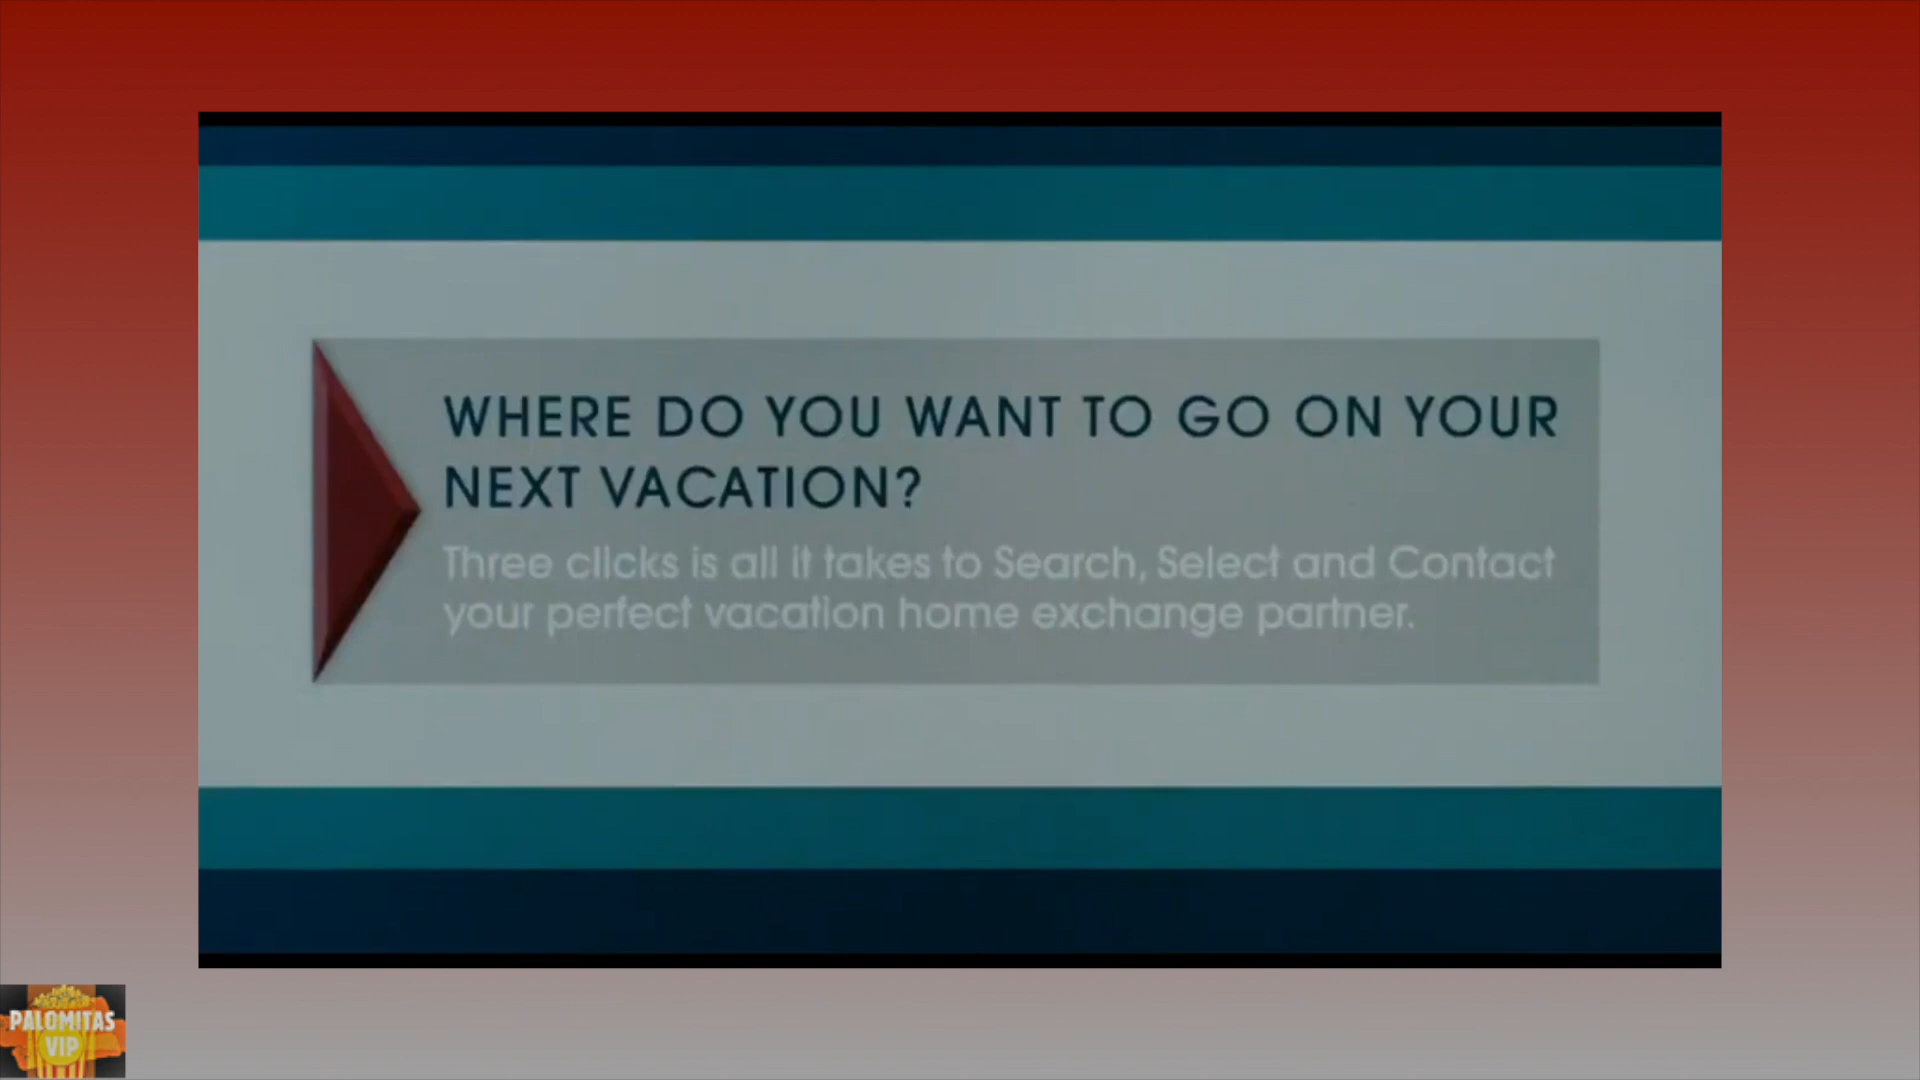 WHERE DO YOU WANT TO GO ON YOUR
NEXT VACATION?
Three clicks is all it takes to Search, Select and Contact
your perfect vacation home exchange partner.
PALOMITAS
VIP